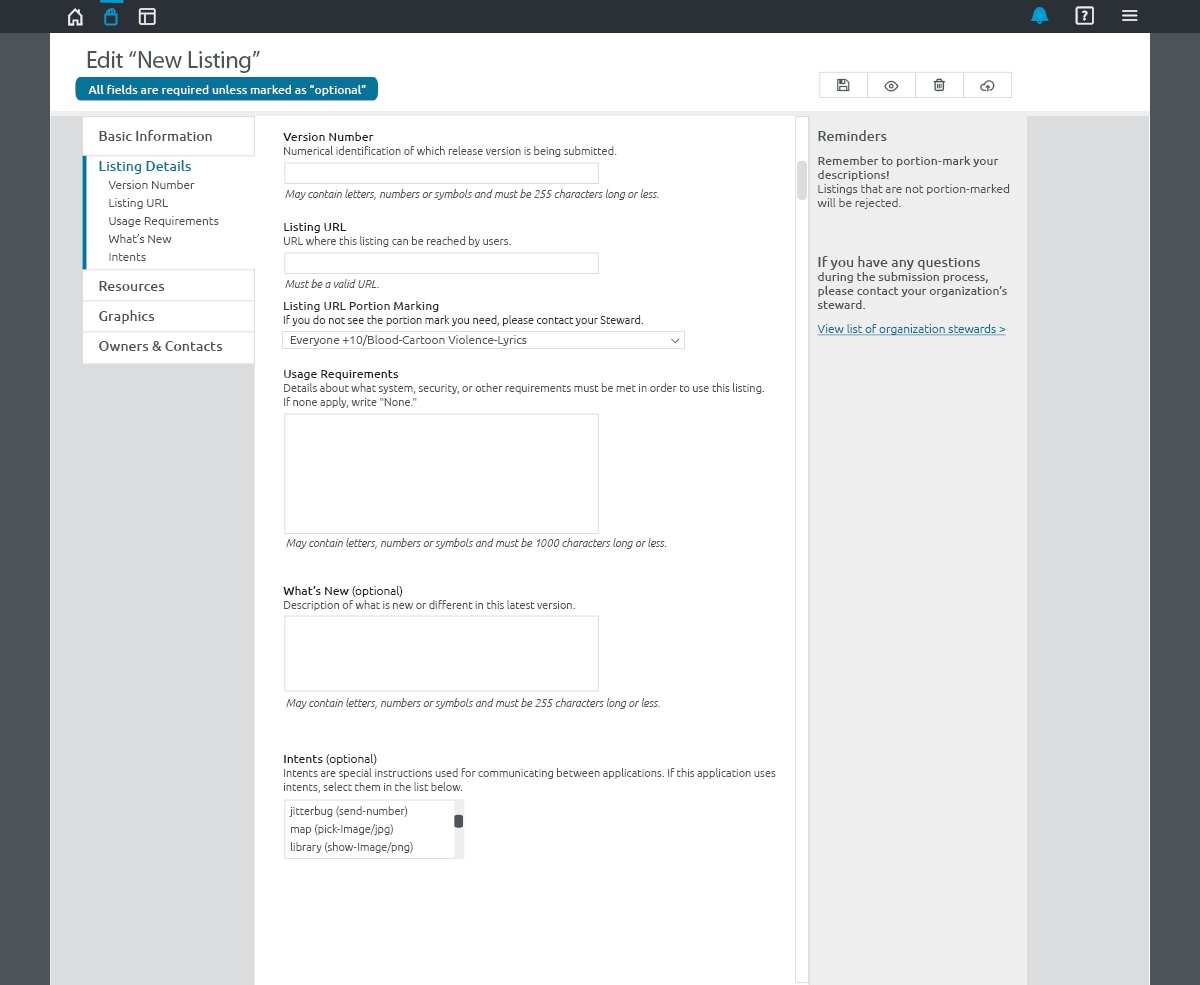 ?
Edit “New Listing”
All fields are required unless marked as “optional”
Basic Information
Listing Details
Version Number
Listing URL
Usage Requirements
What’s New
Intents
Resources
Graphics
Owners & Contacts
Version Number
Numerical identification of which release version is being submitted.
May contain letters, numbers or symbols and must be 255 characters long or less.
Listing URL
URL where this listing can be reached by users.
Must be a valid URL.
Listing URL Portion Marking
If you do not see the portion mark you need, please contact your Steward.
Everyone +10/Blood-Cartoon Violence-Lyrics
Usage Requirements
Details about what system, security, or other requirements must be met in order to use this listing.
If none apply, write "None."
May contain letters, numbers or symbols and must be 1000 characters long or less.
What’s New (optional)
Description of what is new or different in this latest version.
May contain letters, numbers or symbols and must be 255 characters long or less.
Intents (optional)
Intents are special instructions used for communicating between applications. If this application uses
intents, select them in the list below.
jitterbug (send-number)
map (pick-Image/jpg)
library (show-Image/png)
Reminders
Remember to portion-mark your
descriptions!
Listings that are not portion-marked
will be rejected.
If you have any questions
during the submission process,
please contact your organization’s
steward.
View list of organization stewards >